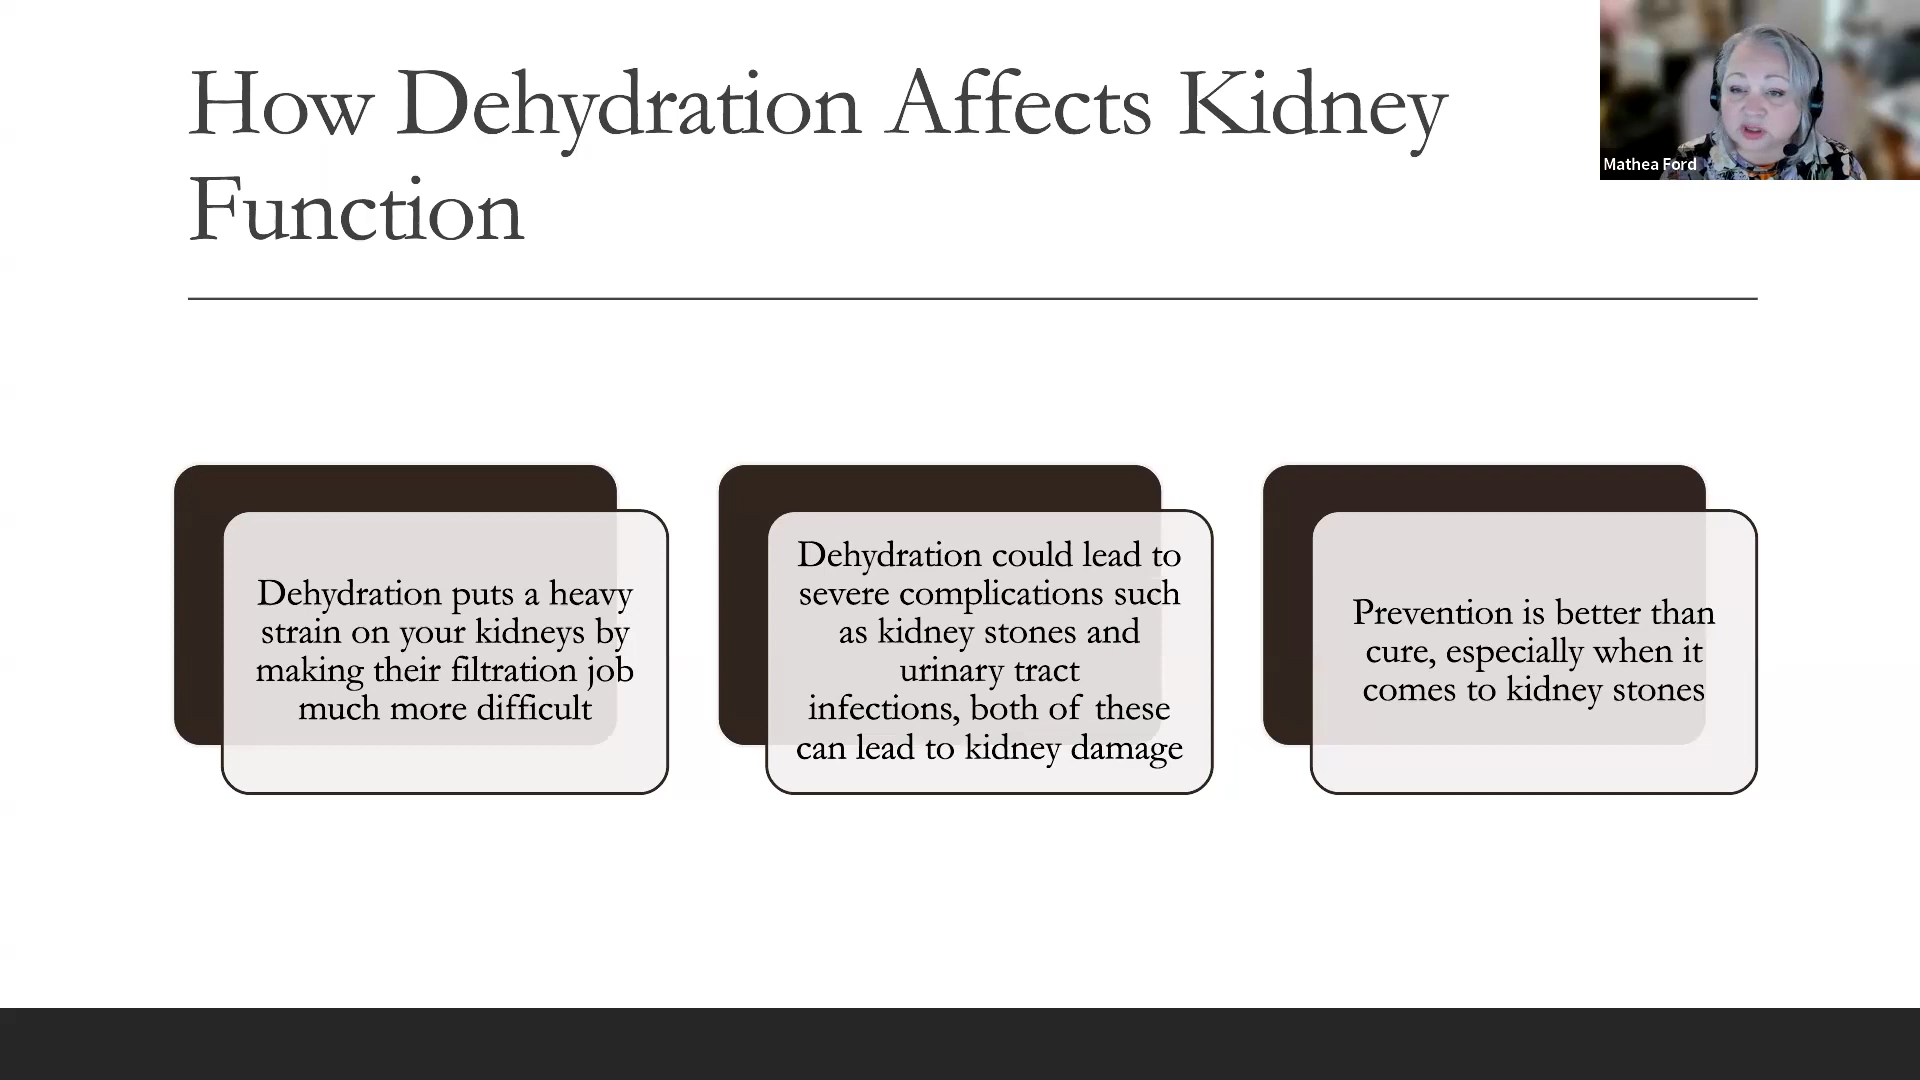 How Dehydration Affects Kidney
Function
Mathea Ford
Dehydration puts a heavy
strain on your kidneys by
making their filtration job
much more difficult
Dehydration could lead to
severe complications such
as kidney stones and
urinary tract
infections, both of these
can lead to kidney damage
Prevention is better than
cure, especially when it
comes to kidney stones